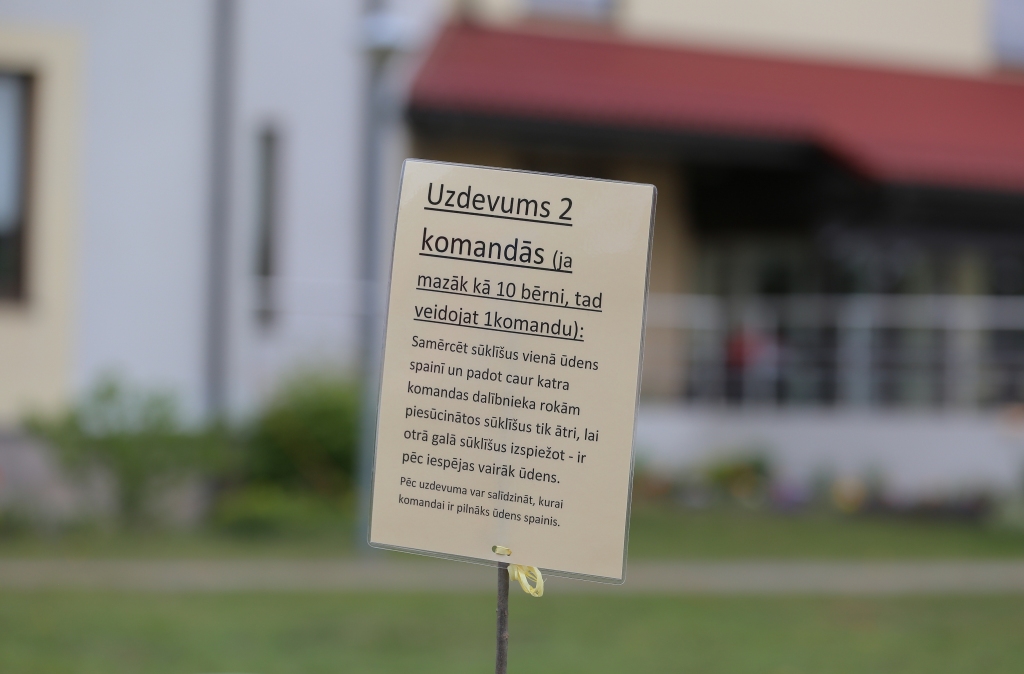 Uzdevums 2
komandās (ja
mazāk kā 10 bērni, tad
veidojat 1komandu):
Samērcēt sūklīšus vienā ūdens
spainī un padot caur katra
komandas dalībnieka rokām
piesūcinātos sūklīšus tik ātri, lai
otrā galā sūklīšus izspiežot - ir
pēc iespējas vairāk ūdens.
Pēc uzdevuma var salīdzināt, kurai
komandai ir pilnāks ūdens spainis.